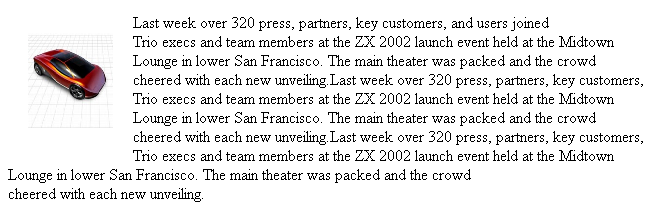 Last week over 320 press, partners, key customers, and users joined
Trio execs and team members at the ZX 2002 launch event held at the Midtown
Lounge in lower San Francisco. The main theater was packed and the crowd
cheered with each new unveiling.Last week over 320 press, partners, key customers,
Trio execs and team members at the ZX 2002 launch event held at the Midtown
Lounge in lower San Francisco. The main theater was packed and the crowd
cheered with each new unveiling.Last week over 320 press, partners, key customers,
Trio execs and team members at the ZX 2002 launch event held at the Midtown
Lounge in lower San Francisco. The main theater was packed and the crowd
cheered with each new unveiling.